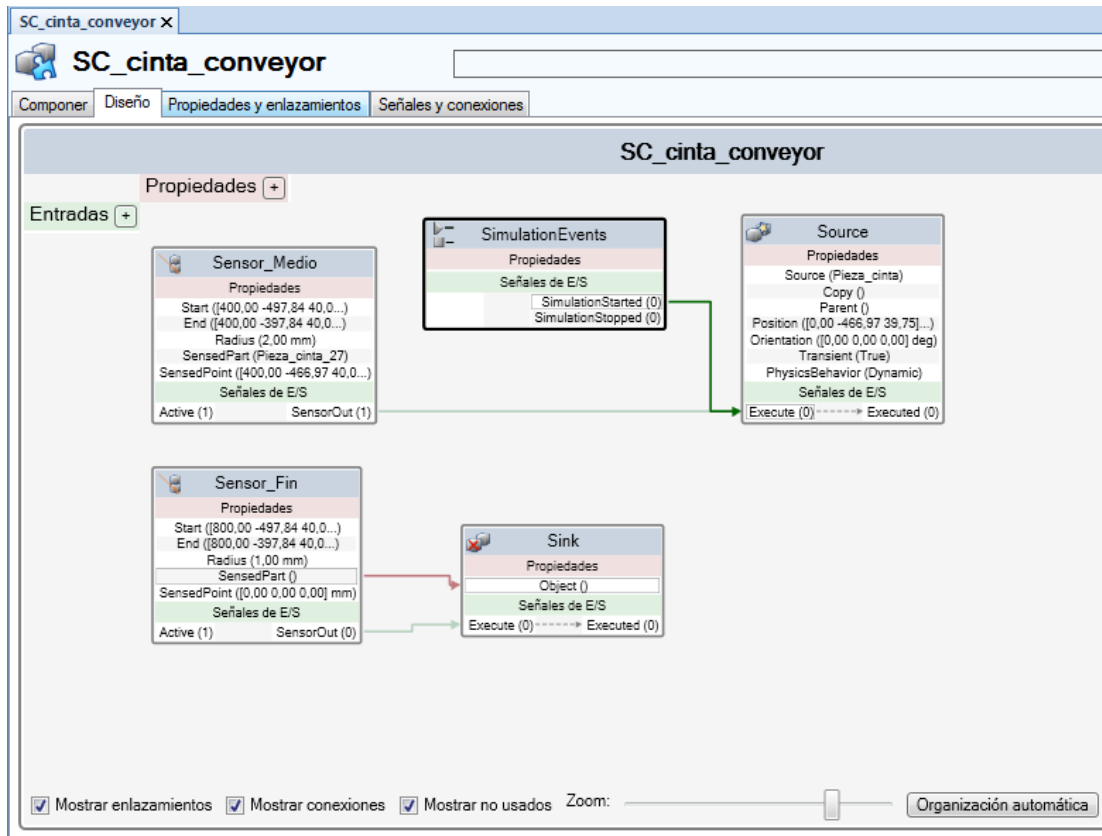 SC_cinta_conveyor X
SC_cinta_conveyor
Componer Diseño Propiedades y enlazamientos Señales y conexiones
SC_cinta_conveyor
Propiedades +
Entradas +
Sensor_Medio
Propiedades
Start ([400,00 -497,84 40,0...)
End ([400,00 -397,84 40,0...)
Radius (2,00 mm)
SensedPart (Pieza_cinta_27)
SensedPoint ([400,00 -466,97 40,0...)
Señales de E/S
Active (1) SensorOut (1)
SimulationEvents
Propiedades
Señales de E/S
SimulationStarted (0)
SimulationStopped (0)
Source
Propiedades
Source (Pieza_cinta)
Copy ()
Parent ()
Position ([0,00 -466,97 39,75]...)
Orientation ([0,00 0,00 0,00] deg)
Transient (True)
PhysicsBehavior (Dynamic)
Señales de E/S
Execute (0) Executed (0)
Sensor_Fin
Propiedades
Start ([800,00 -497,84 40,0...)
End ([800,00 -397,84 40,0...)
Radius (1,00 mm)
SensedPart ()
SensedPoint ([0,00 0,00 0,00] mm)
Señales de E/S
Active (1) SensorOut (0)
Sink
Propiedades
Object ()
Señales de E/S
Execute (0) Executed (0)
Mostrar enlazamientos Mostrar conexiones Mostrar no usados Zoom: Organización automática